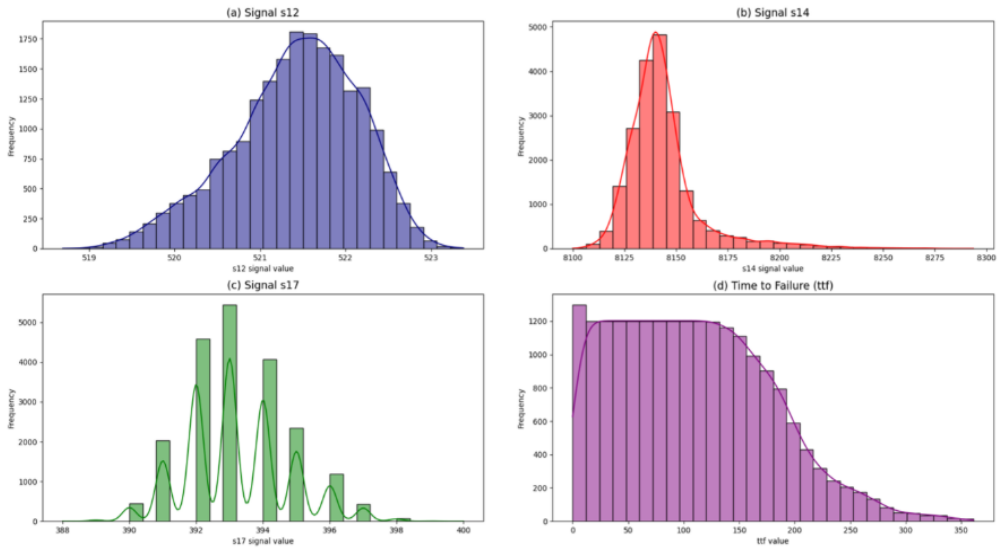 (a) Signal s12
Frequency
1750
1500
1250
1000
750
500
250
0
519 520 521 522 523
s12 signal value
(b) Signal s14
Frequency
5000
4000
3000
2000
1000
0
8100 8125 8150 8175 8200 8225 8250 8275 8300
s14 signal value
(c) Signal s17
Frequency
5000
4000
3000
2000
1000
0
388 390 392 394 396 398 400
s17 signal value
(d) Time to Failure (ttf)
Frequency
1200
1000
800
600
400
200
0
0 50 100 150 200 250 300 350
ttf value